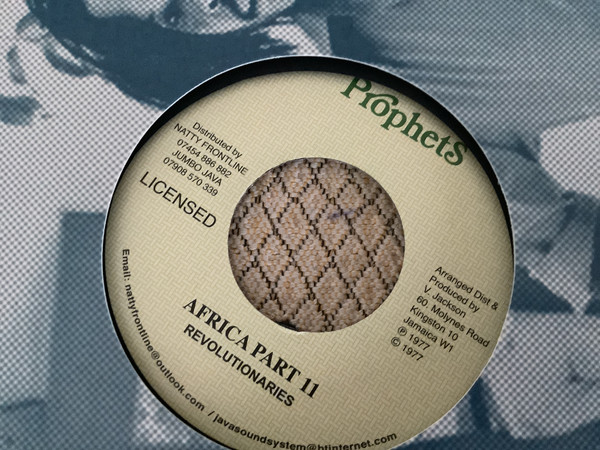 ProphetS
Distributed by
NATTY FRONTLINE
07454 886 882
JUMBO JAVA
07908 570 339
LICENSED
Arranged Dist &
Produced by
V. Jackson
60. Molynes Road
Kingston 10
Jamaica W1
℗ 1977
© 1977
AFRICA PART 11
REVOLUTIONARIES
Email: nattyfrontline@outlook.com / javasoundsystem@btinternet.com